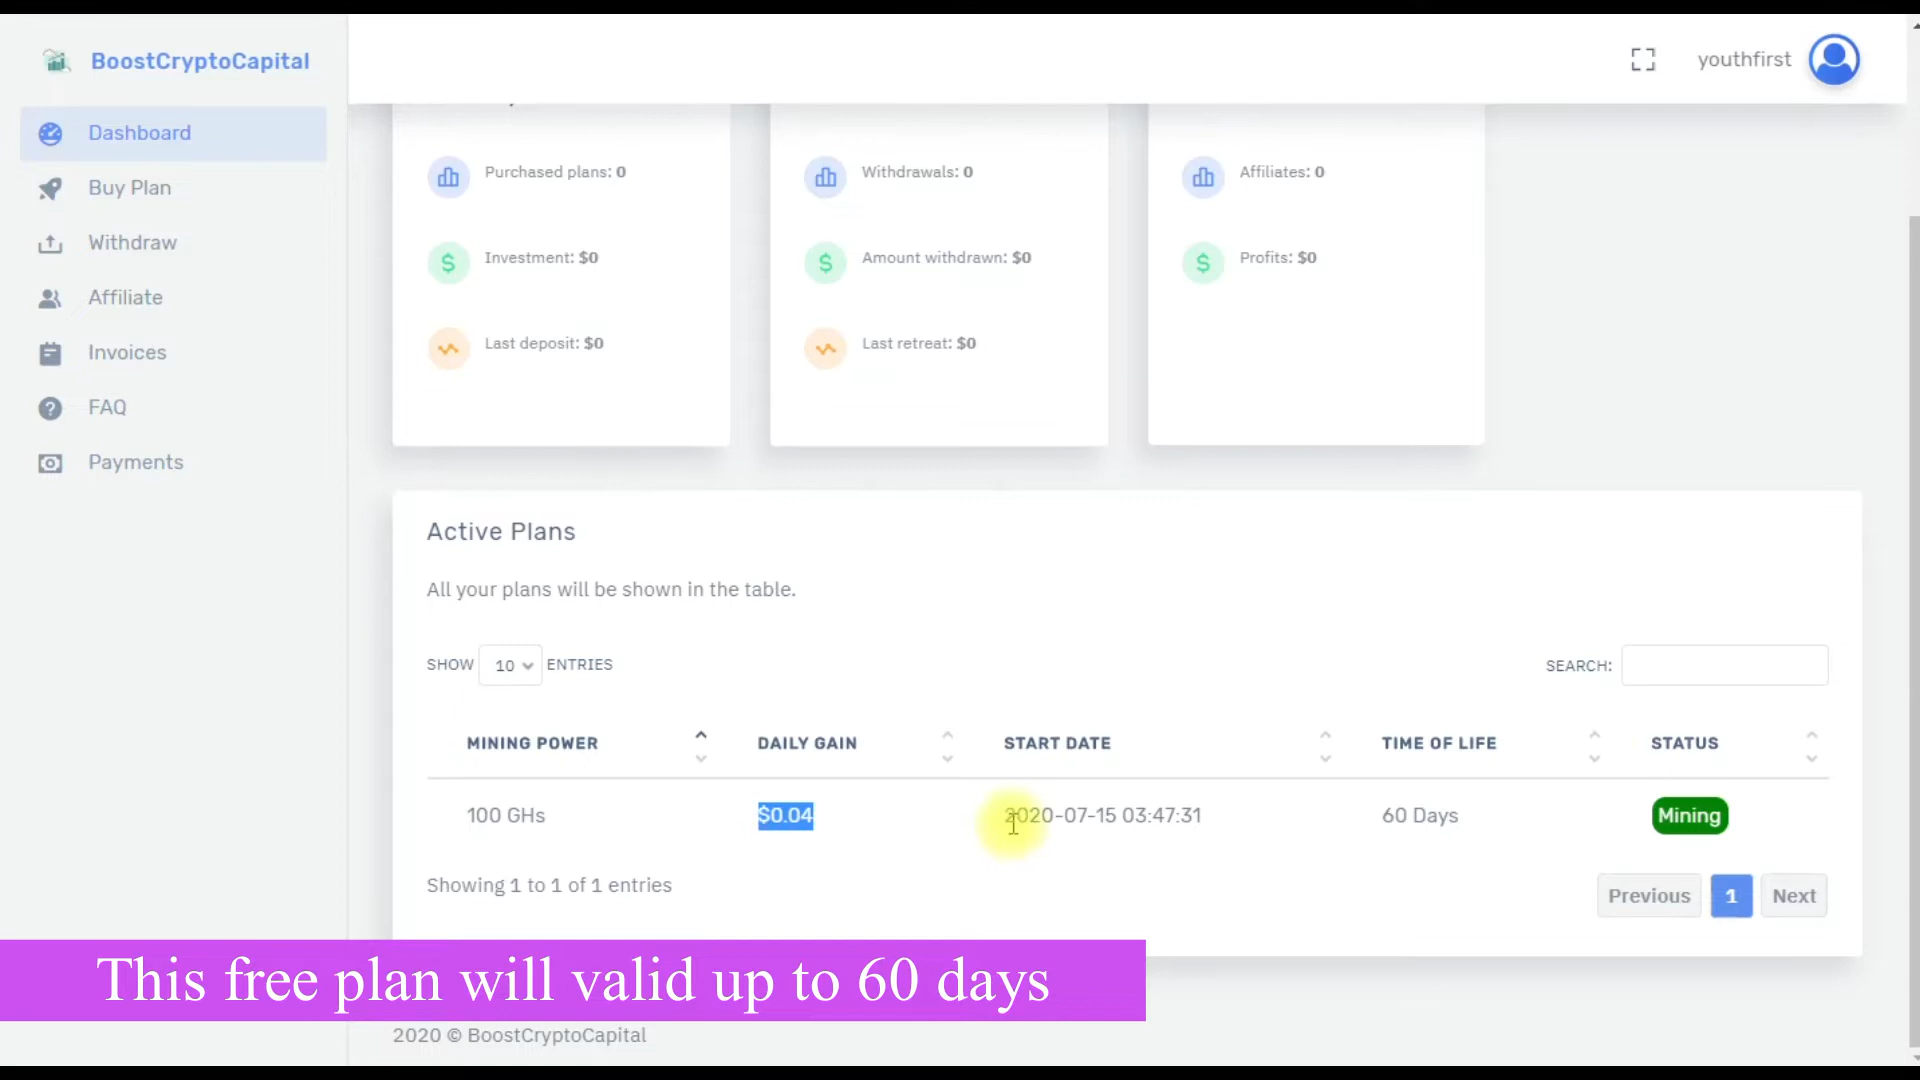 BoostCryptoCapital
youthfirst
Dashboard
Buy Plan
Withdraw
Affiliate
Invoices
FAQ
Payments
Purchased plans: 0
Investment: $0
Last deposit: $0
Withdrawals: 0
Amount withdrawn: $0
Last retreat: $0
Affiliates: 0
Profits: $0
Active Plans
All your plans will be shown in the table.
SHOW 10 ENTRIES
SEARCH:
MINING POWER DAILY GAIN START DATE TIME OF LIFE STATUS
100 GHs $0.04 2020-07-15 03:47:31 60 Days Mining
Showing 1 to 1 of 1 entries
Previous 1 Next
This free plan will valid up to 60 days
2020 © BoostCryptoCapital